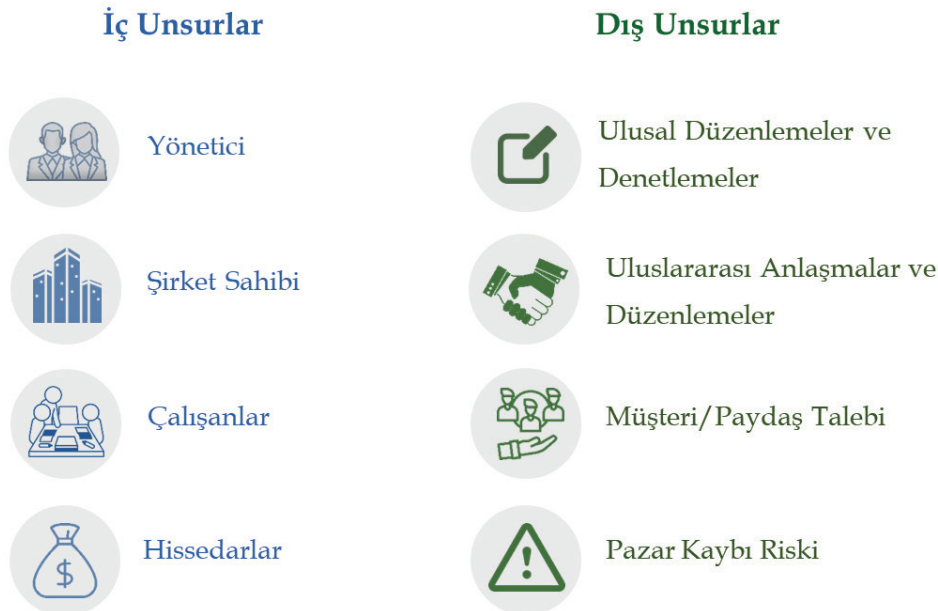 İç Unsurlar
Yönetici
Şirket Sahibi
Çalışanlar
$
Hissedarlar
Dış Unsurlar
Ulusal Düzenlemeler ve
Denetlemeler
Uluslararası Anlaşmalar ve
Düzenlemeler
Müşteri/Paydaş Talebi
Pazar Kaybı Riski